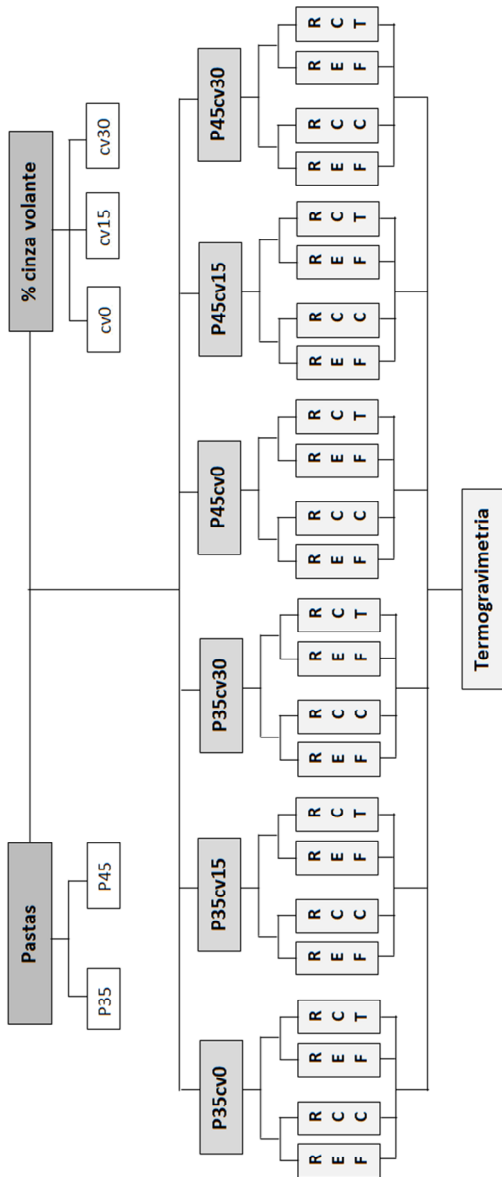 Pastas
% cinza volante
P35
P45
cv0
cv15
cv30
P35cv0
P35cv15
P35cv30
P45cv0
P45cv15
P45cv30
REF
RCC
REF
RCT
REF
RCC
REF
RCT
REF
RCC
REF
RCT
REF
RCC
REF
RCT
REF
RCC
REF
RCT
REF
RCC
REF
RCT
Termogravimetria